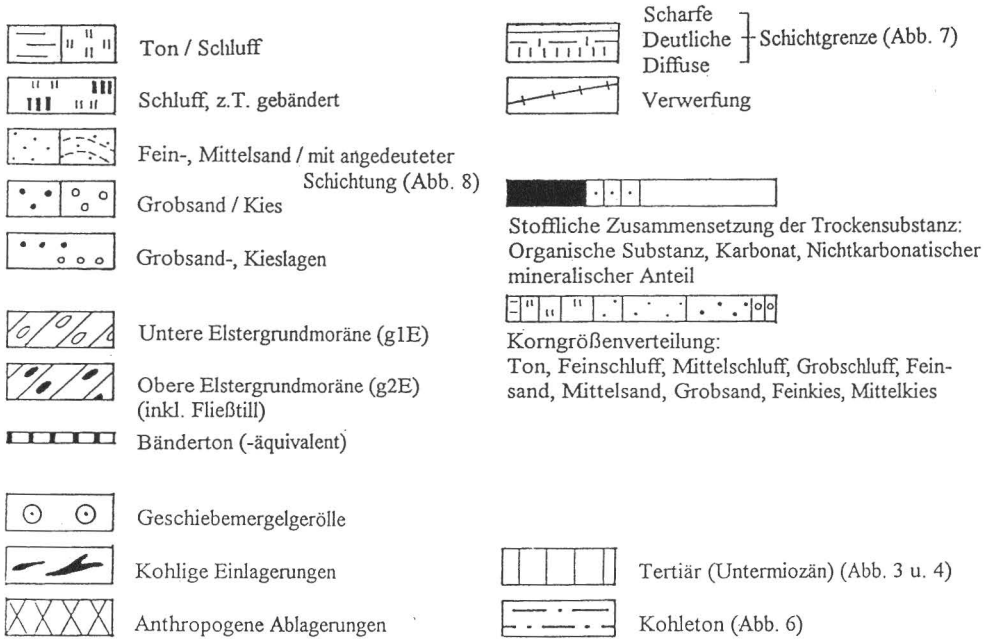 Ton / Schluff
Schluff, z.T. gebändert
Fein-, Mittelsand / mit angedeuteter
Schichtung (Abb. 8)
Grobsand / Kies
Grobsand-, Kieslagen
Untere Elstergrundmoräne (g1E)
Obere Elstergrundmoräne (g2E)
(inkl. Fließtill)
Bänderton (-äquivalent)
Geschiebemergelgerölle
Kohlige Einlagerungen
Anthropogene Ablagerungen
Scharfe
Deutliche
Schichtgrenze (Abb. 7)
Diffuse
Verwerfung
Stoffliche Zusammensetzung der Trockensubstanz:
Organische Substanz, Karbonat, Nichtkarbonatischer
mineralischer Anteil
Korngrößenverteilung:
Ton, Feinschluff, Mittelschluff, Grobschluff, Fein-
sand, Mittelsand, Grobsand, Feinkies, Mittelkies
Tertiär (Untermiozän) (Abb. 3 u. 4)
Kohleton (Abb. 6)